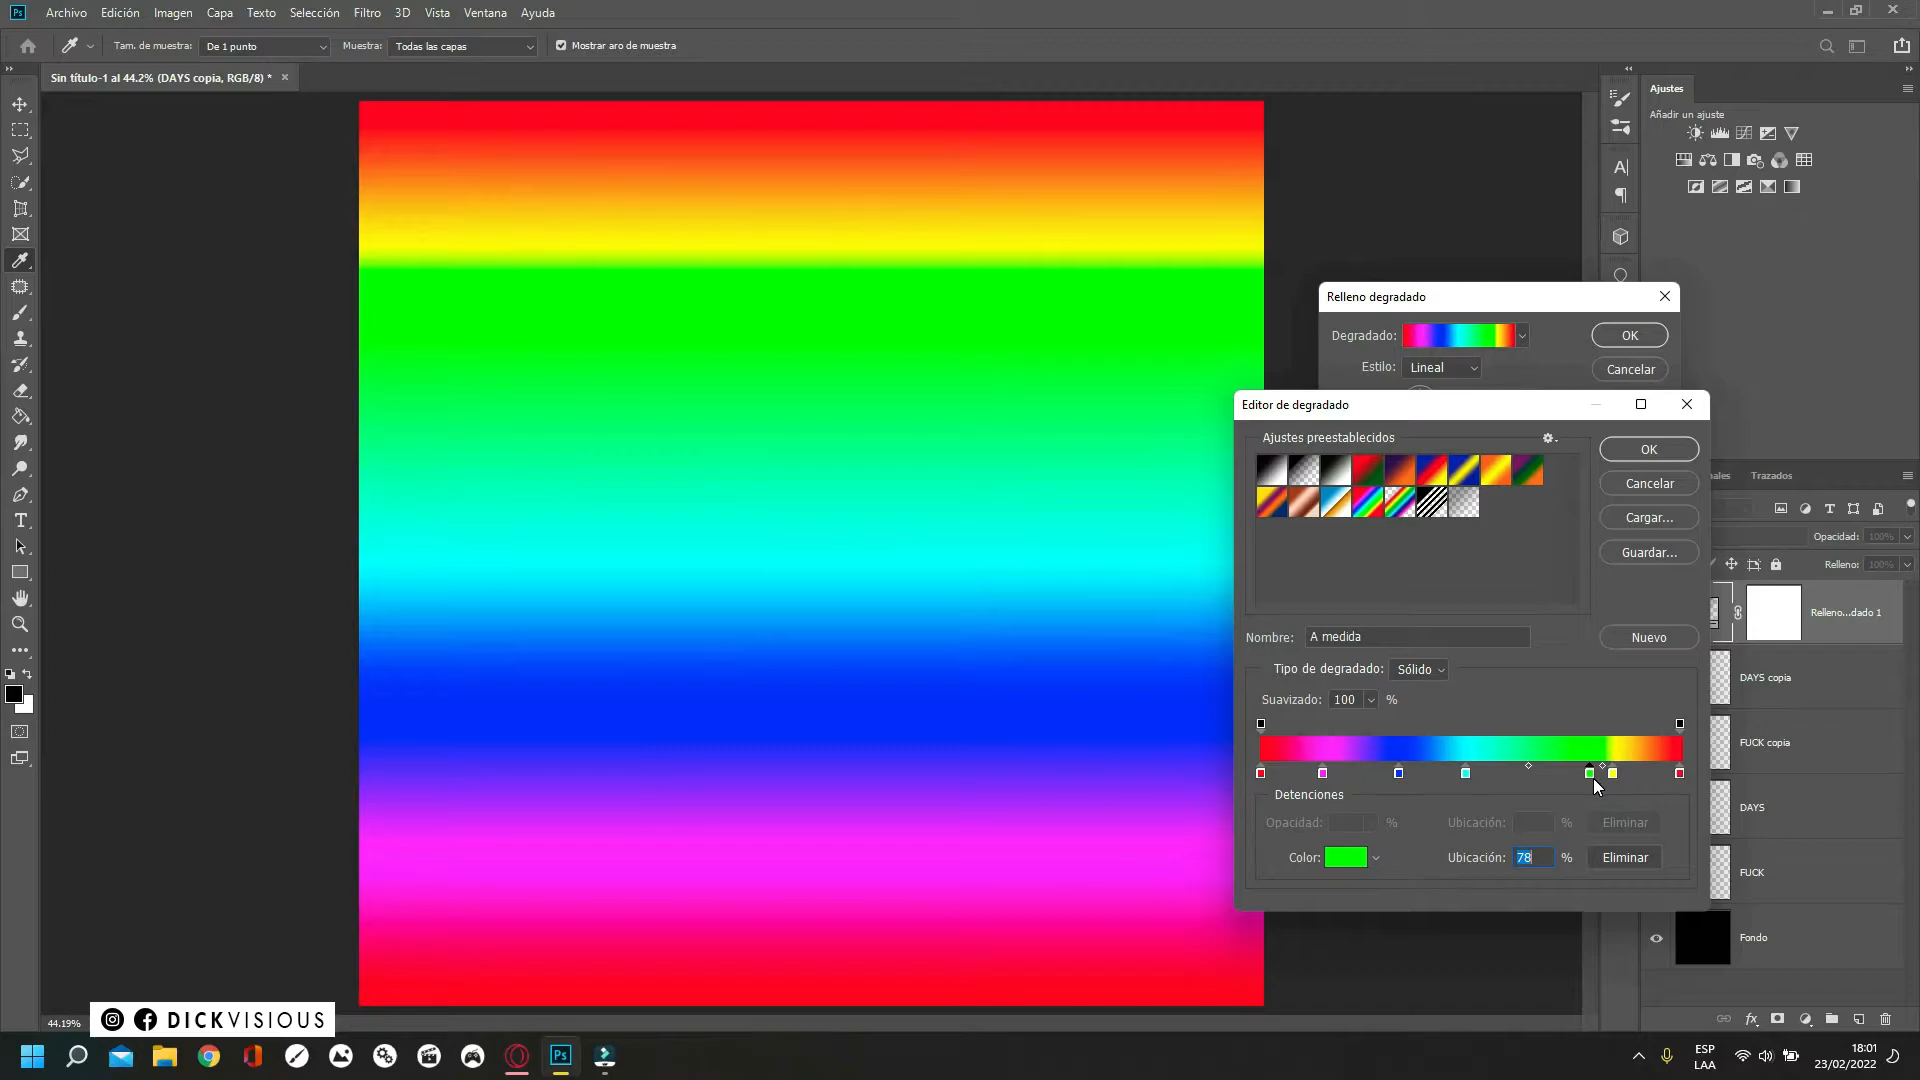 Ps Archivo Edición Imagen Capa Texto Selección Filtro 3D Vista Ventana Ayuda
Tam. de muestra: De 1 punto Muestra: Todas las capas Mostrar aro de muestra
Sin título-1 al 44.2% (DAYS copia, RGB/8) *
Ajustes
Añadir un ajuste
Relleno degradado
Degradado: OK
Estilo: Lineal Cancelar
Editor de degradado
Ajustes preestablecidos
OK
Cancelar
Cargar...
Guardar...
Nombre: A medida Nuevo
Tipo de degradado: Sólido
Suavizado: 100 %
Detenciones
Opacidad: % Ubicación: % Eliminar
Color: Ubicación: 78 % Eliminar
nales Trazados
Opacidad: 100%
Relleno: 100%
Relleno...dado 1
DAYS copia
FUCK copia
DAYS
FUCK
Fondo
44.19%
DICKVISIOUS
Ps
ESP
LAA
18:01
23/02/2022